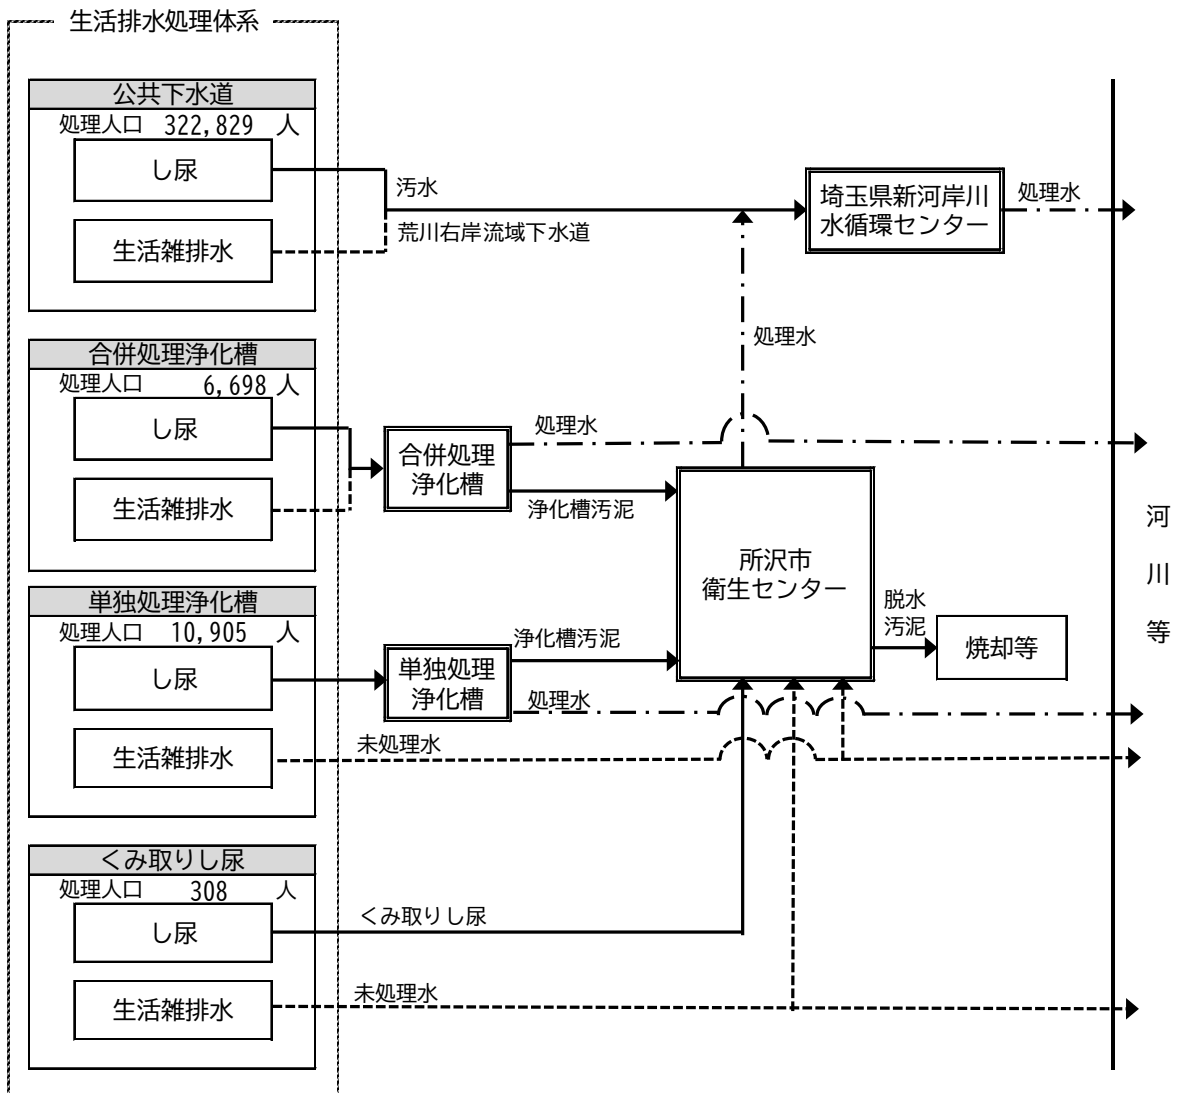 生活排水処理体系
公共下水道
処理人口 322,829 人
し尿
生活雑排水
汚水
荒川右岸流域下水道
埼玉県新河岸川
水循環センター
処理水
処理水
合併処理浄化槽
処理人口 6,698 人
し尿
生活雑排水
合併処理
浄化槽
処理水
浄化槽汚泥
所沢市
衛生センター
脱水
汚泥
焼却等
河
川
等
単独処理浄化槽
処理人口 10,905 人
し尿
生活雑排水
単独処理
浄化槽
浄化槽汚泥
処理水
未処理水
くみ取りし尿
処理人口 308 人
し尿
生活雑排水
くみ取りし尿
未処理水